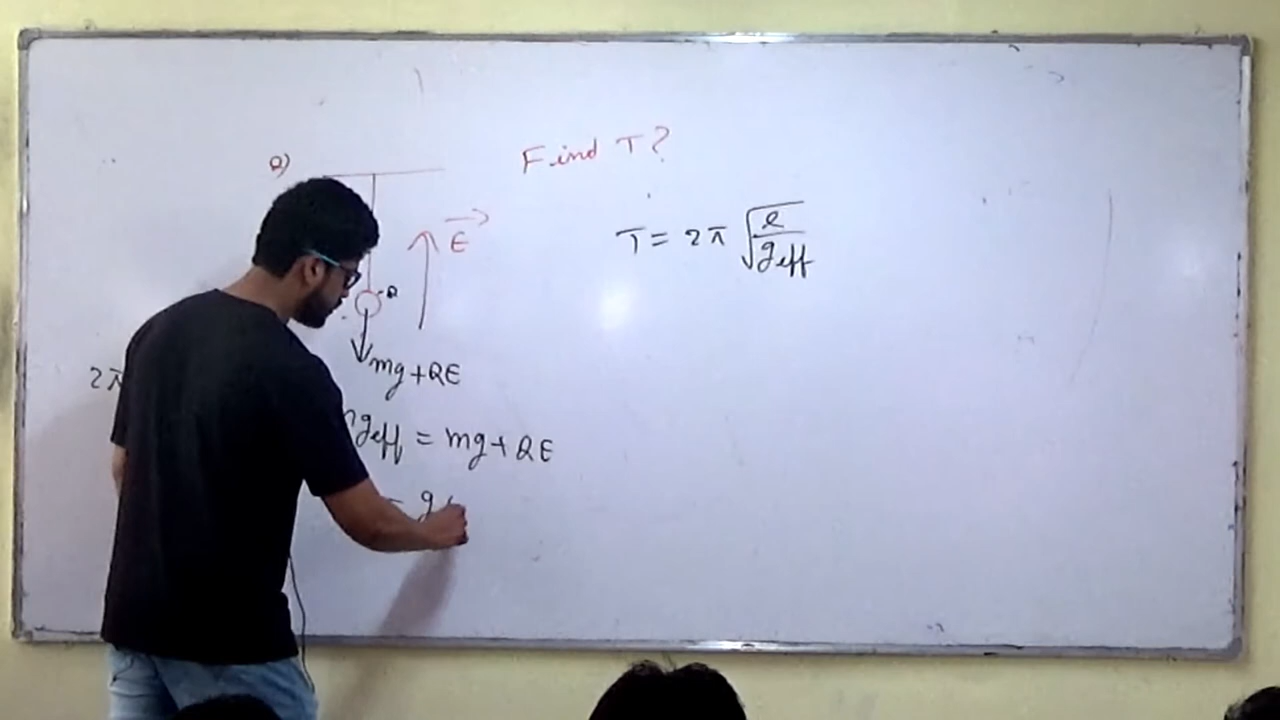 Q)
Find T?
T = 2π √(l/geff)
E
-Q
mg+QE
2π
geff = mg+QE
= g